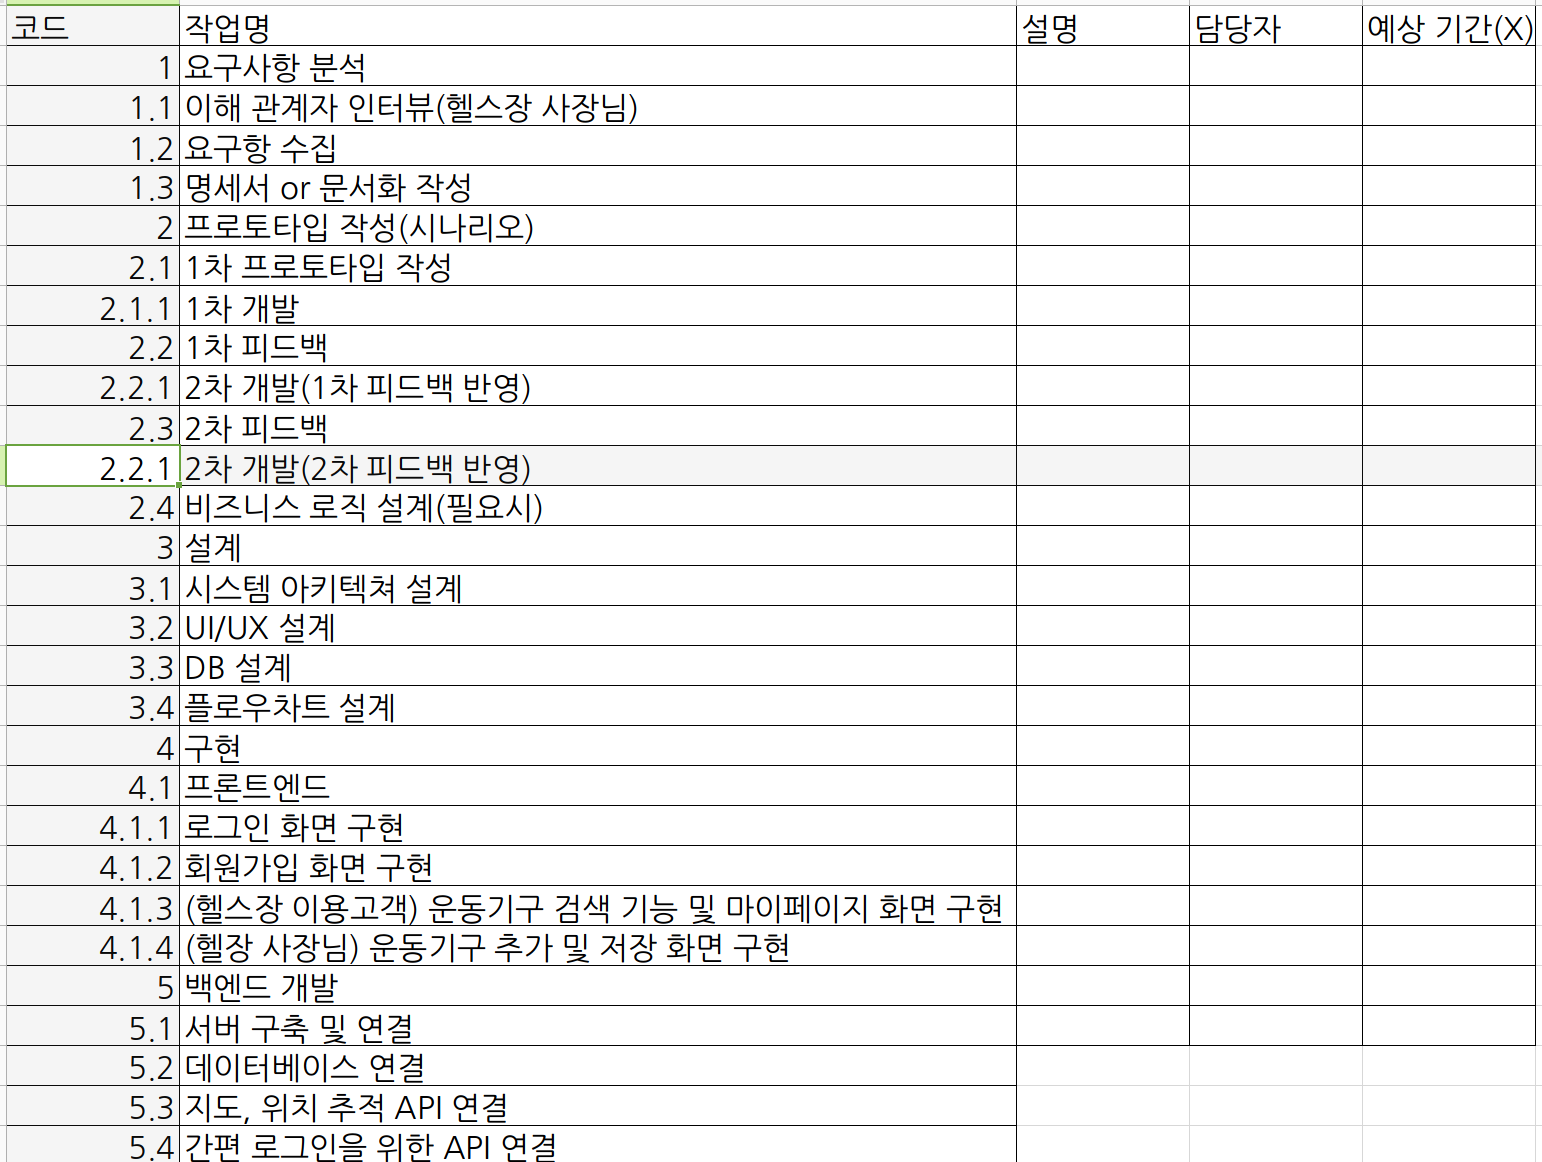 코드 작업명 설명 담당자 예상 기간(X)
1 요구사항 분석
1.1 이해 관계자 인터뷰(헬스장 사장님)
1.2 요구항 수집
1.3 명세서 or 문서화 작성
2 프로토타입 작성(시나리오)
2.1 1차 프로토타입 작성
2.1.1 1차 개발
2.2 1차 피드백
2.2.1 2차 개발(1차 피드백 반영)
2.3 2차 피드백
2.2.1 2차 개발(2차 피드백 반영)
2.4 비즈니스 로직 설계(필요시)
3 설계
3.1 시스템 아키텍쳐 설계
3.2 UI/UX 설계
3.3 DB 설계
3.4 플로우차트 설계
4 구현
4.1 프론트엔드
4.1.1 로그인 화면 구현
4.1.2 회원가입 화면 구현
4.1.3 (헬스장 이용고객) 운동기구 검색 기능 및 마이페이지 화면 구현
4.1.4 (헬장 사장님) 운동기구 추가 및 저장 화면 구현
5 백엔드 개발
5.1 서버 구축 및 연결
5.2 데이터베이스 연결
5.3 지도, 위치 추적 API 연결
5.4 간편 로그인을 위한 API 연결